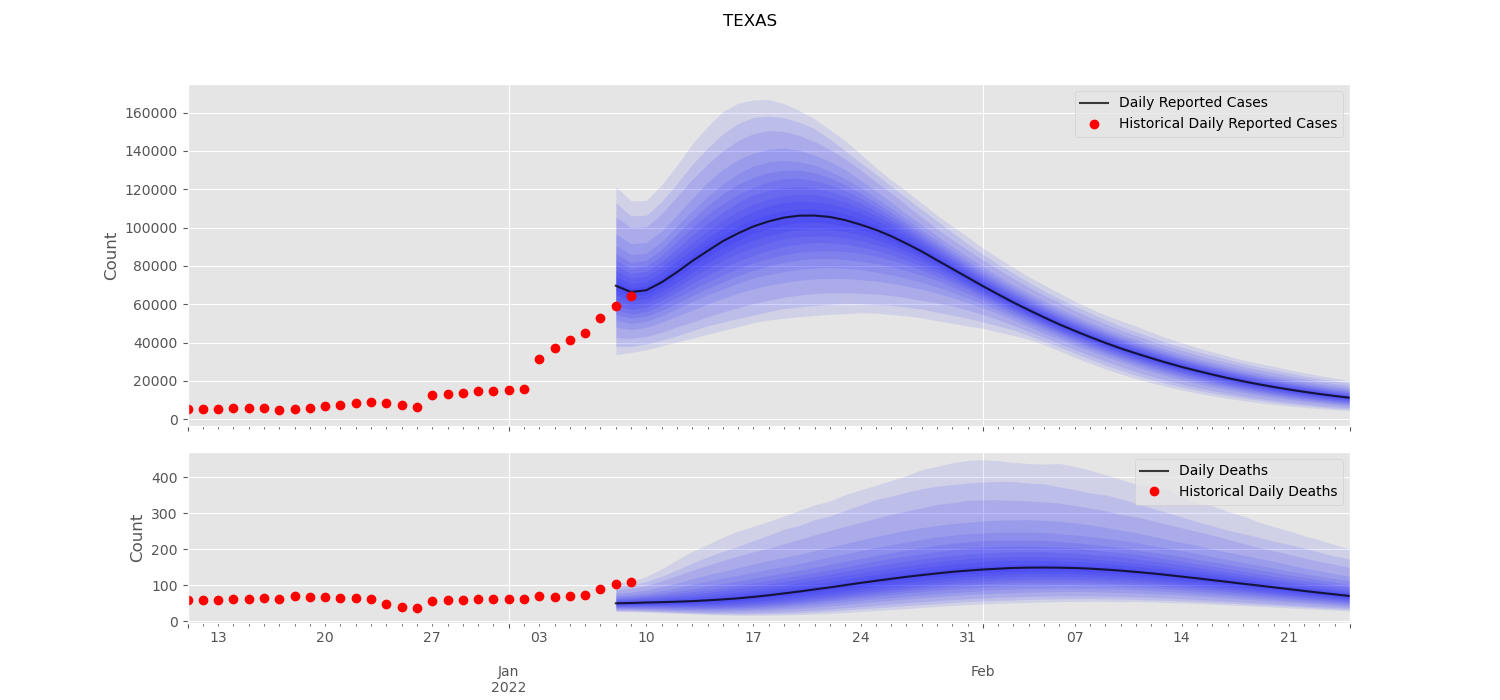 TEXAS
Daily Reported Cases
Historical Daily Reported Cases
160000
140000
120000
100000
80000
60000
40000
20000
0
Count
Daily Deaths
Historical Daily Deaths
400
300
200
100
0
Count
13 20 27 03 10 17 24 31 07 14 21
Jan Feb
2022